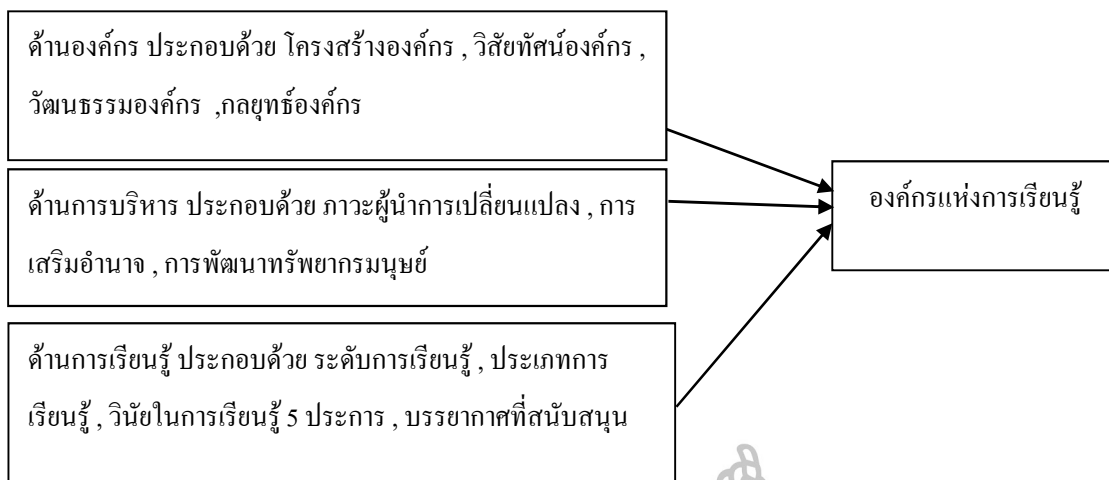 ด้านองค์กร ประกอบด้วย โครงสร้างองค์กร , วิสัยทัศน์องค์กร ,
วัฒนธรรมองค์กร ,กลยุทธ์องค์กร
ด้านการบริหาร ประกอบด้วย ภาวะผู้นำการเปลี่ยนแปลง , การ
เสริมอำนาจ , การพัฒนาทรัพยากรมนุษย์
ด้านการเรียนรู้ ประกอบด้วย ระดับการเรียนรู้ , ประเภทการ
เรียนรู้ , วินัยในการเรียนรู้ 5 ประการ , บรรยากาศที่สนับสนุน
องค์กรแห่งการเรียนรู้